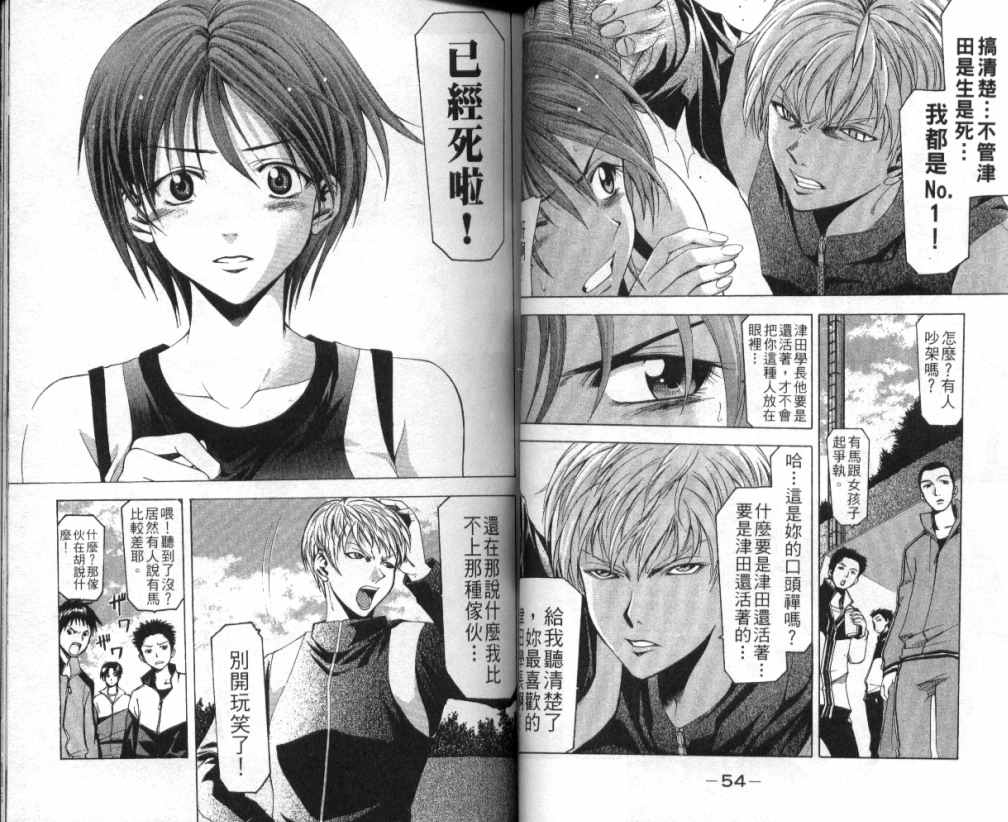 搞清楚…不管津
田是生是死…
我都是No.
1！
怎麼？有人
吵架嗎？
有馬跟女孩子
起爭執。
津田學長他要是
還活著，才不會
把你這種人放在
眼裡…
哈…這是妳的口頭禪嗎？
什麼要是津田還活著…
要是津田還活著的…
給我聽清楚了
，妳最喜歡的
－54－
已經死啦！
還在那說什麼我比
不上那種傢伙…
別開玩笑了！
喂！聽到了沒？
居然有人說有馬
比較差耶。
什麼？那傢
伙在胡說什
麼！
ザワ
ザワ